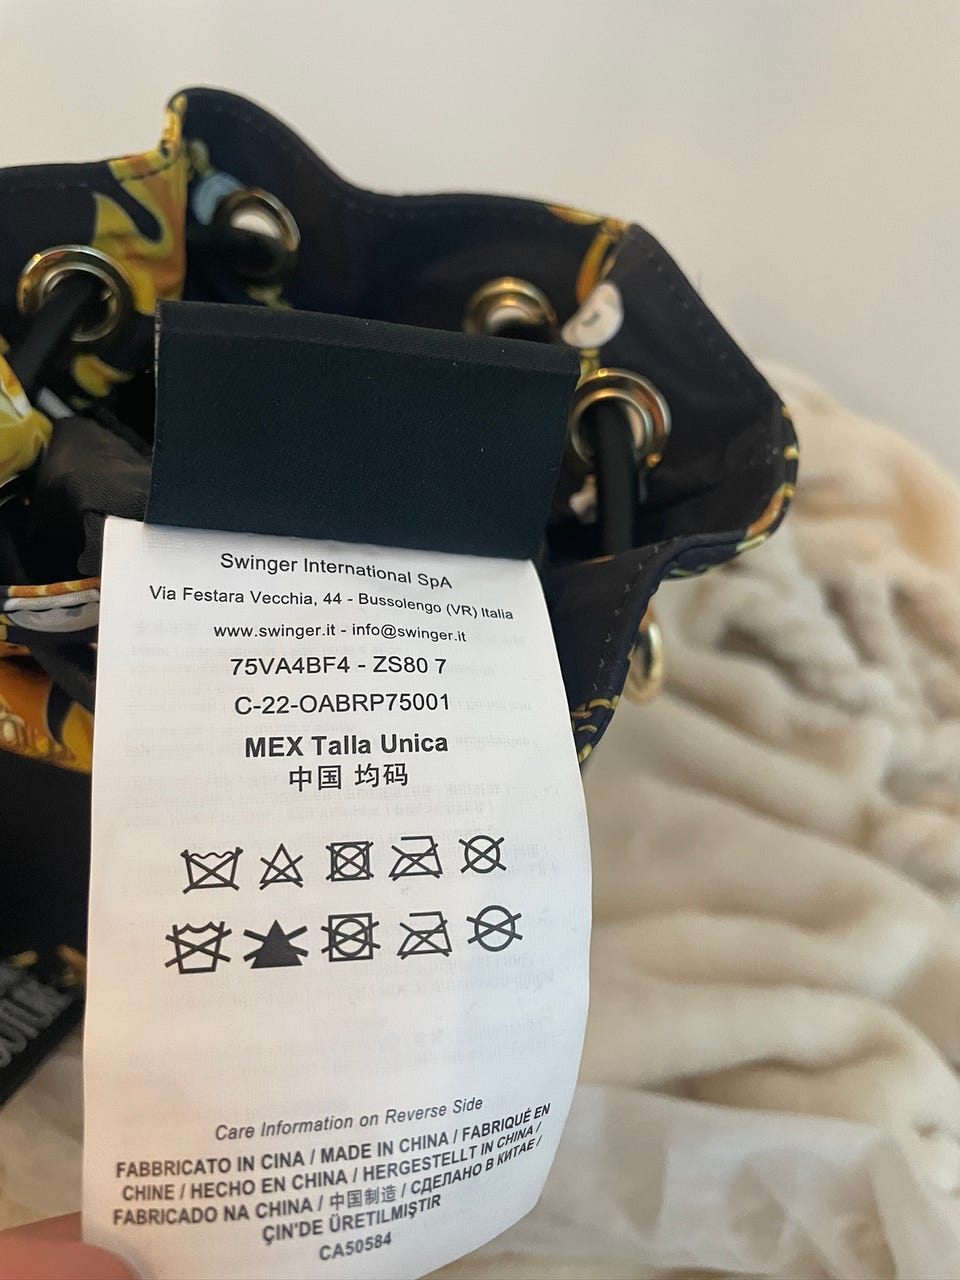 Swinger International SpA
Via Festara Vecchia, 44 - Bussolengo (VR) Italia
www.swinger.it - info@swinger.it
75VA4BF4 - ZS80 7
C-22-OABRP75001
MEX Talla Unica
中国 均码
Care Information on Reverse Side
FABBRICATO IN CINA / MADE IN CHINA / FABRIQUÉ EN
CHINE / HECHO EN CHINA / HERGESTELLT IN CHINA /
FABRICADO NA CHINA / 中国制造 / СДЕЛАНО В КИТАЕ /
ÇIN'DE ÜRETILMIŞTIR
CA50584